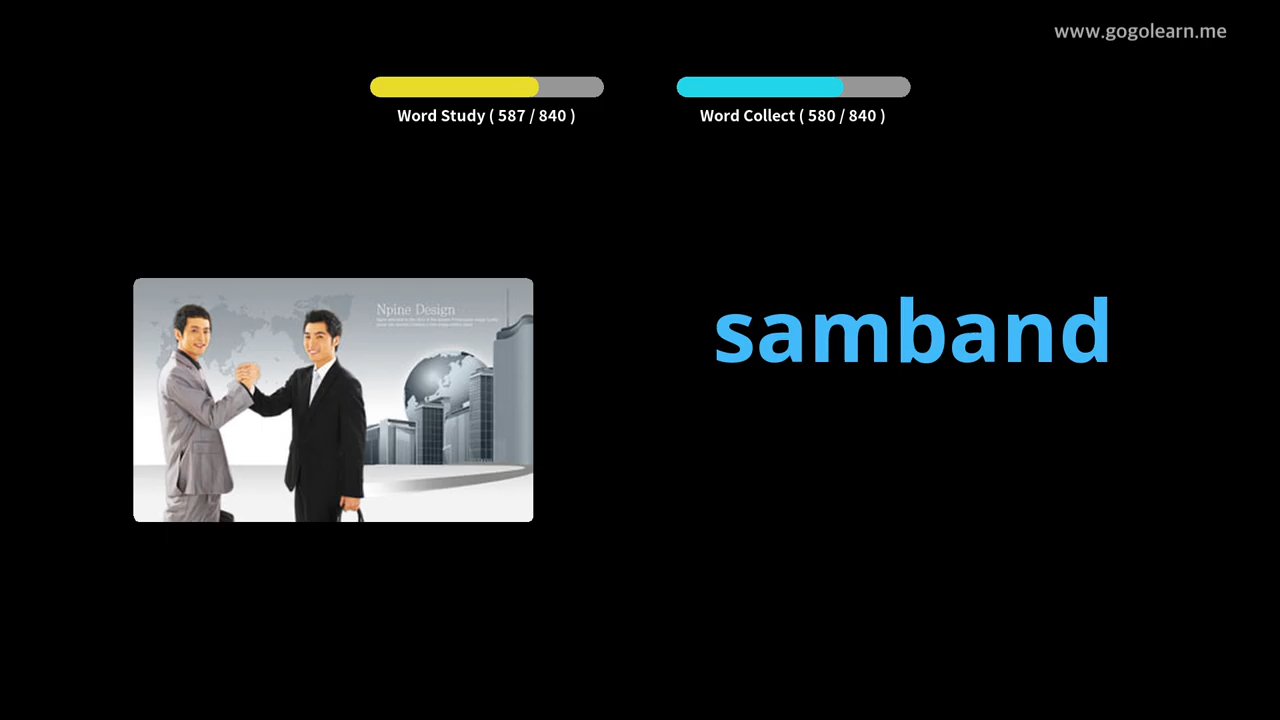 www.gogolearn.me
Word Study ( 587 / 840 )
Word Collect ( 580 / 840 )
Npine Design
samband